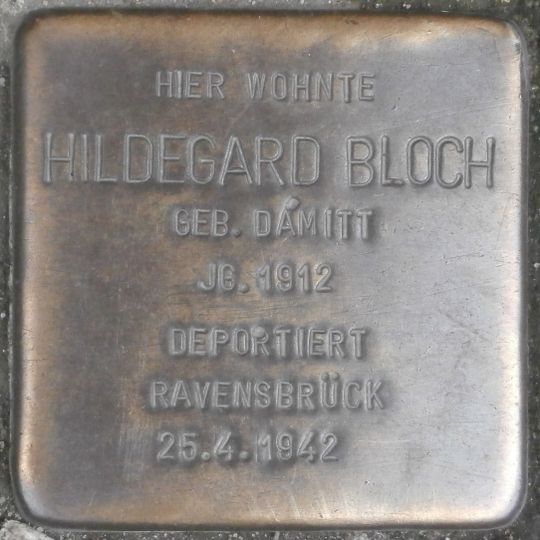 HIER WOHNTE
HILDEGARD BLOCH
GEB. DAMITT
JG. 1912
DEPORTIERT
RAVENSBRÜCK
25.4.1942